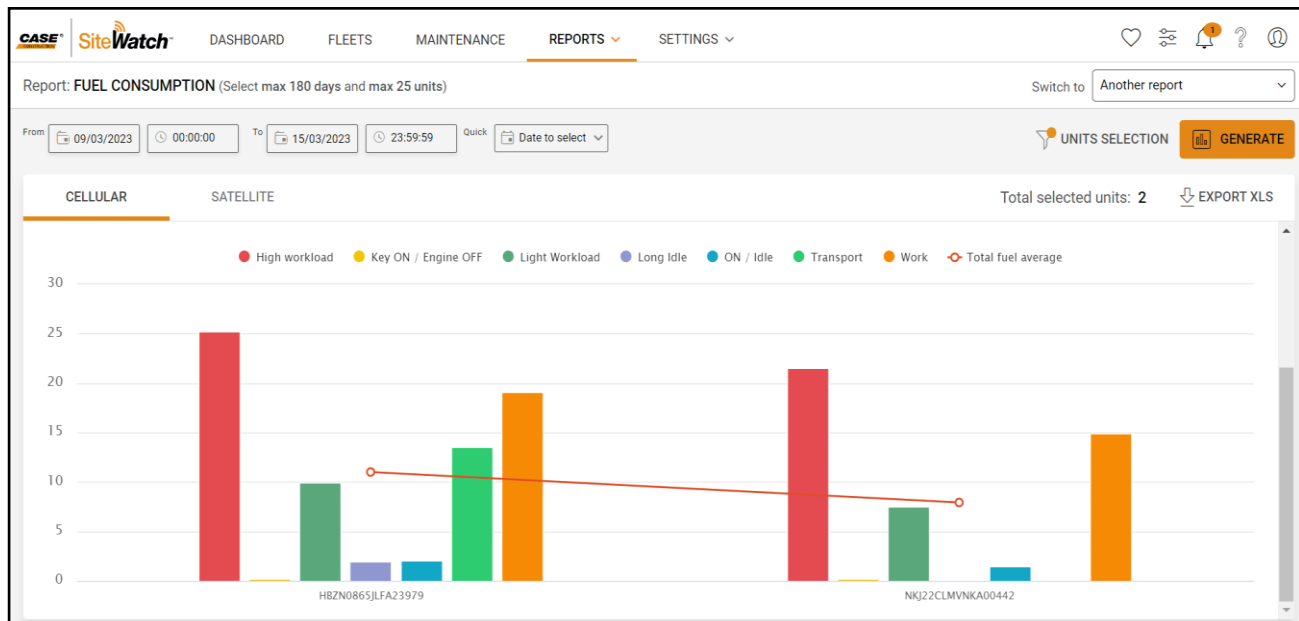 CASE CONSTRUCTION SiteWatch DASHBOARD FLEETS MAINTENANCE REPORTS SETTINGS 1
Report: FUEL CONSUMPTION (Select max 180 days and max 25 units) Switch to Another report
From 09/03/2023 00:00:00 To 15/03/2023 23:59:59 Quick Date to select UNITS SELECTION GENERATE
CELLULAR SATELLITE Total selected units: 2 EXPORT XLS
High workload Key ON / Engine OFF Light Workload Long Idle ON / Idle Transport Work Total fuel average
30
25
20
15
10
5
0
HBZN0865JLFA23979 NKJ22CLMVNKA00442